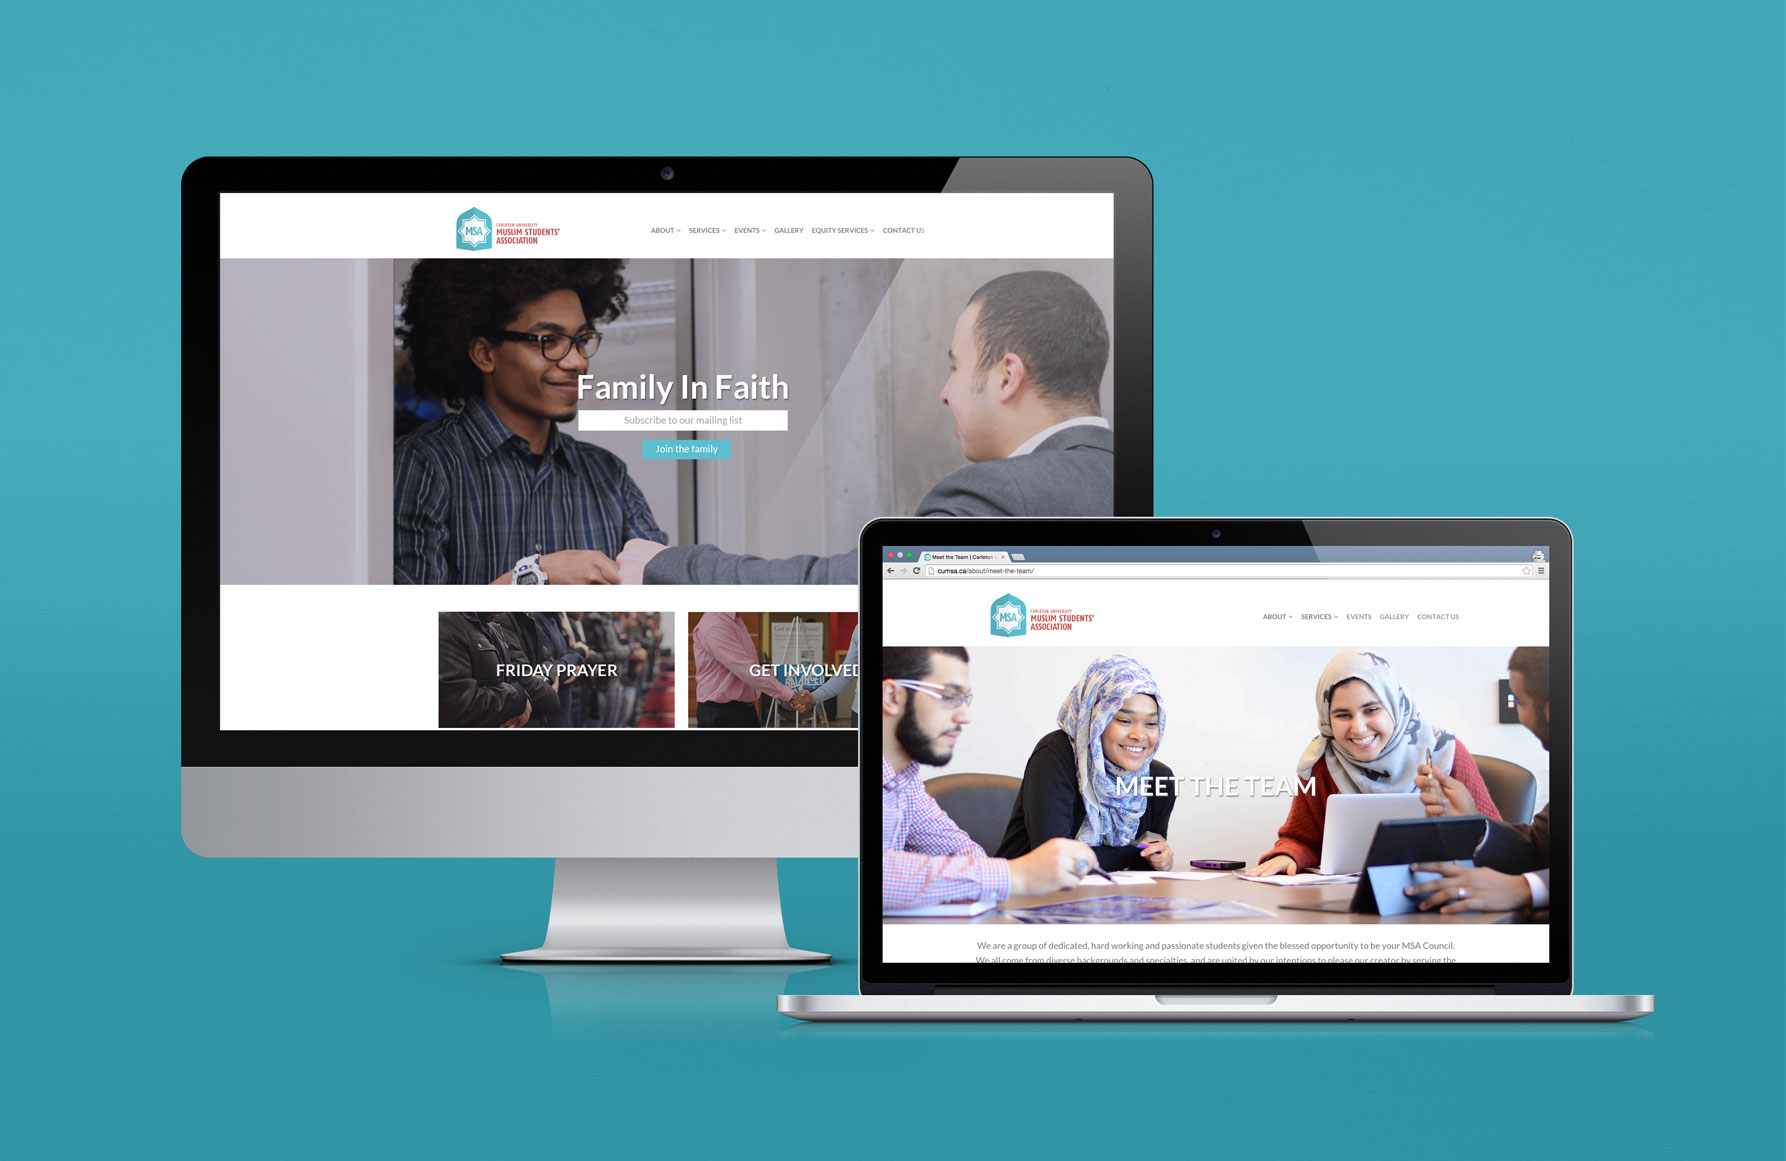 MSA
CARLETON UNIVERSITY
MUSLIM STUDENTS'
ASSOCIATION
ABOUT SERVICES EVENTS GALLERY EQUITY SERVICES CONTACT US
Family In Faith
Subscribe to our mailing list
Join the family
FRIDAY PRAYER
GET INVOLVED
Meet the Team | Carleton
cumsa.ca/about/meet-the-team/
MSA
CARLETON UNIVERSITY
MUSLIM STUDENTS'
ASSOCIATION
ABOUT SERVICES EVENTS GALLERY CONTACT US
MEET THE TEAM
We are a group of dedicated, hard working and passionate students given the blessed opportunity to be your MSA Council.
We all come from diverse backgrounds and specialties, and are united by our intentions to please our creator by serving the